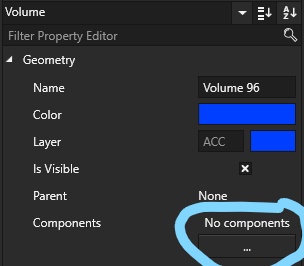 Volume
Filter Property Editor
Geometry
Name Volume 96
Color
Layer ACC
Is Visible
Parent None
Components No components
...